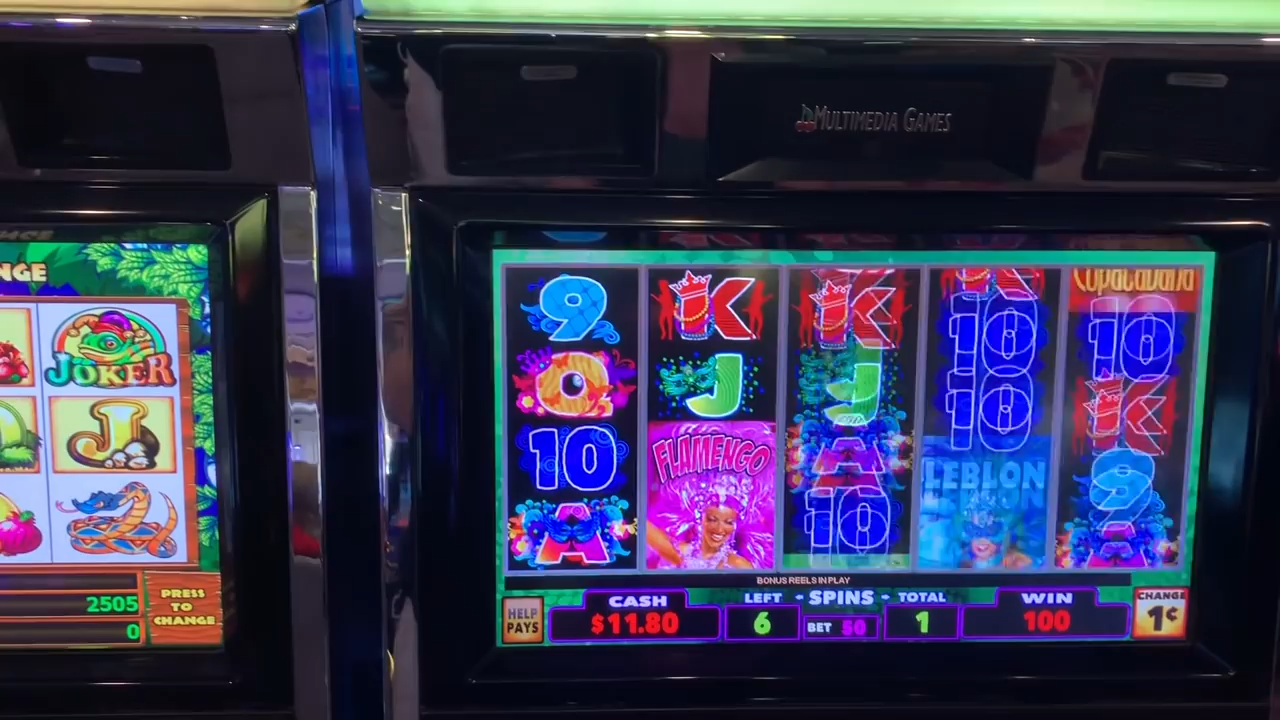 MULTIMEDIA GAMES
NGE
JOKER
J
2505
0
PRESS
TO
CHANGE
9 K K 10 Copacabana
10
Q J J 10 K
10 FLAMENGO A LEBLON 9
A 10 A
BONUS REELS IN PLAY
HELP
PAYS
CASH
$11.80
LEFT - SPINS - TOTAL
6 BET 50 1
WIN
100
CHANGE
1¢